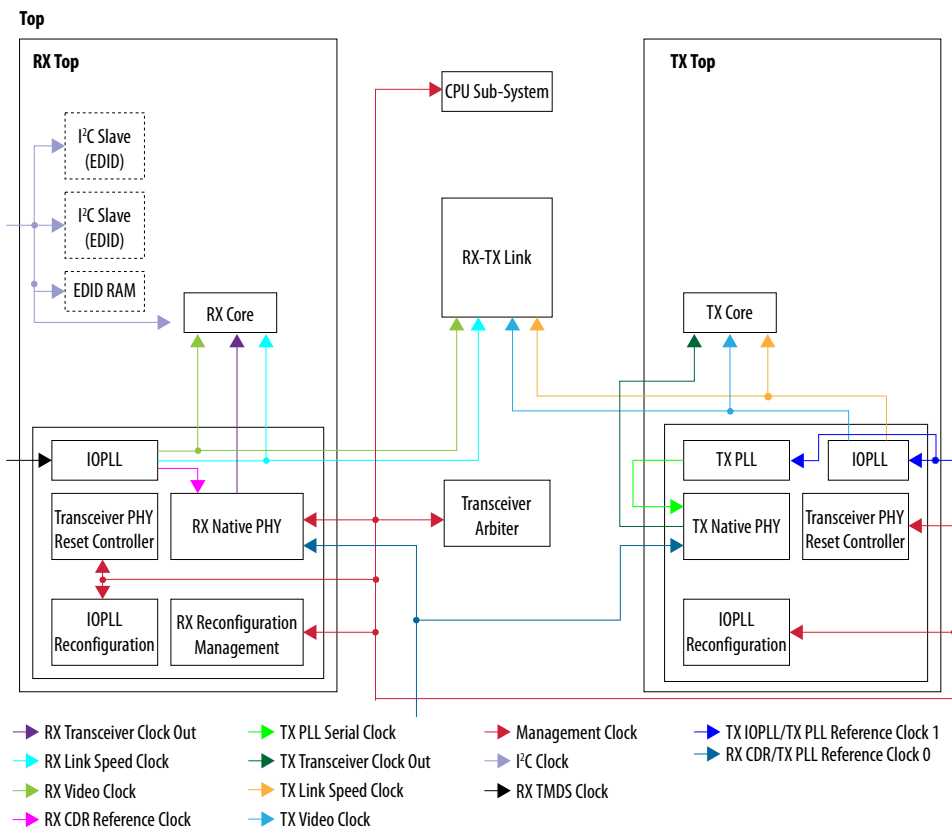 Top
RX Top
TX Top
CPU Sub-System
I²C Slave
(EDID)
I²C Slave
(EDID)
RX-TX Link
EDID RAM
RX Core
TX Core
IOPLL
TX PLL
IOPLL
Transceiver PHY
Reset Controller
RX Native PHY
Transceiver
Arbiter
TX Native PHY
Transceiver PHY
Reset Controller
IOPLL
Reconfiguration
RX Reconfiguration
Management
IOPLL
Reconfiguration
RX Transceiver Clock Out
RX Link Speed Clock
RX Video Clock
RX CDR Reference Clock
TX PLL Serial Clock
TX Transceiver Clock Out
TX Link Speed Clock
TX Video Clock
Management Clock
I²C Clock
RX TMDS Clock
TX IOPLL/TX PLL Reference Clock 1
RX CDR/TX PLL Reference Clock 0